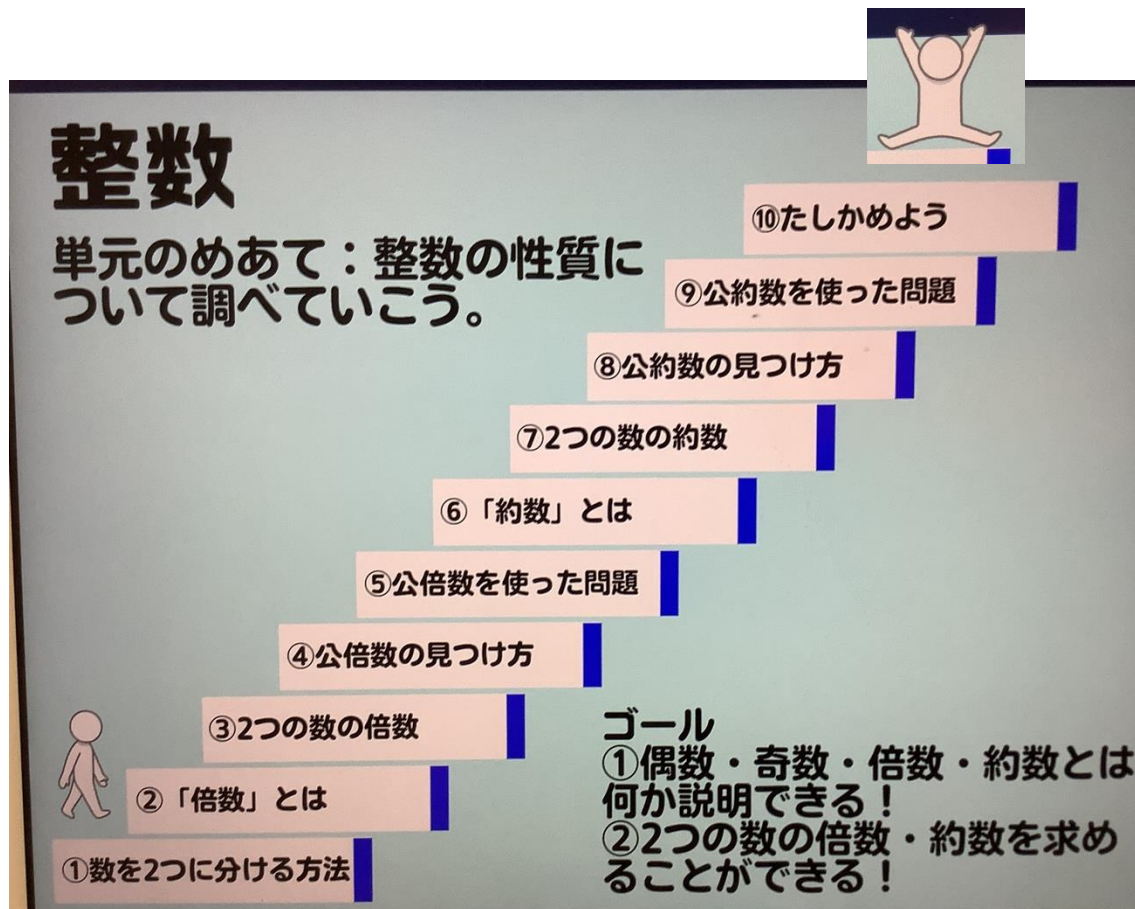 整数
単元のめあて：整数の性質に
ついて調べていこう。
⑩たしかめよう
⑨公約数を使った問題
⑧公約数の見つけ方
⑦2つの数の約数
⑥「約数」とは
⑤公倍数を使った問題
④公倍数の見つけ方
③2つの数の倍数
②「倍数」とは
①数を2つに分ける方法
ゴール
①偶数・奇数・倍数・約数とは
何か説明できる！
②2つの数の倍数・約数を求め
ることができる！